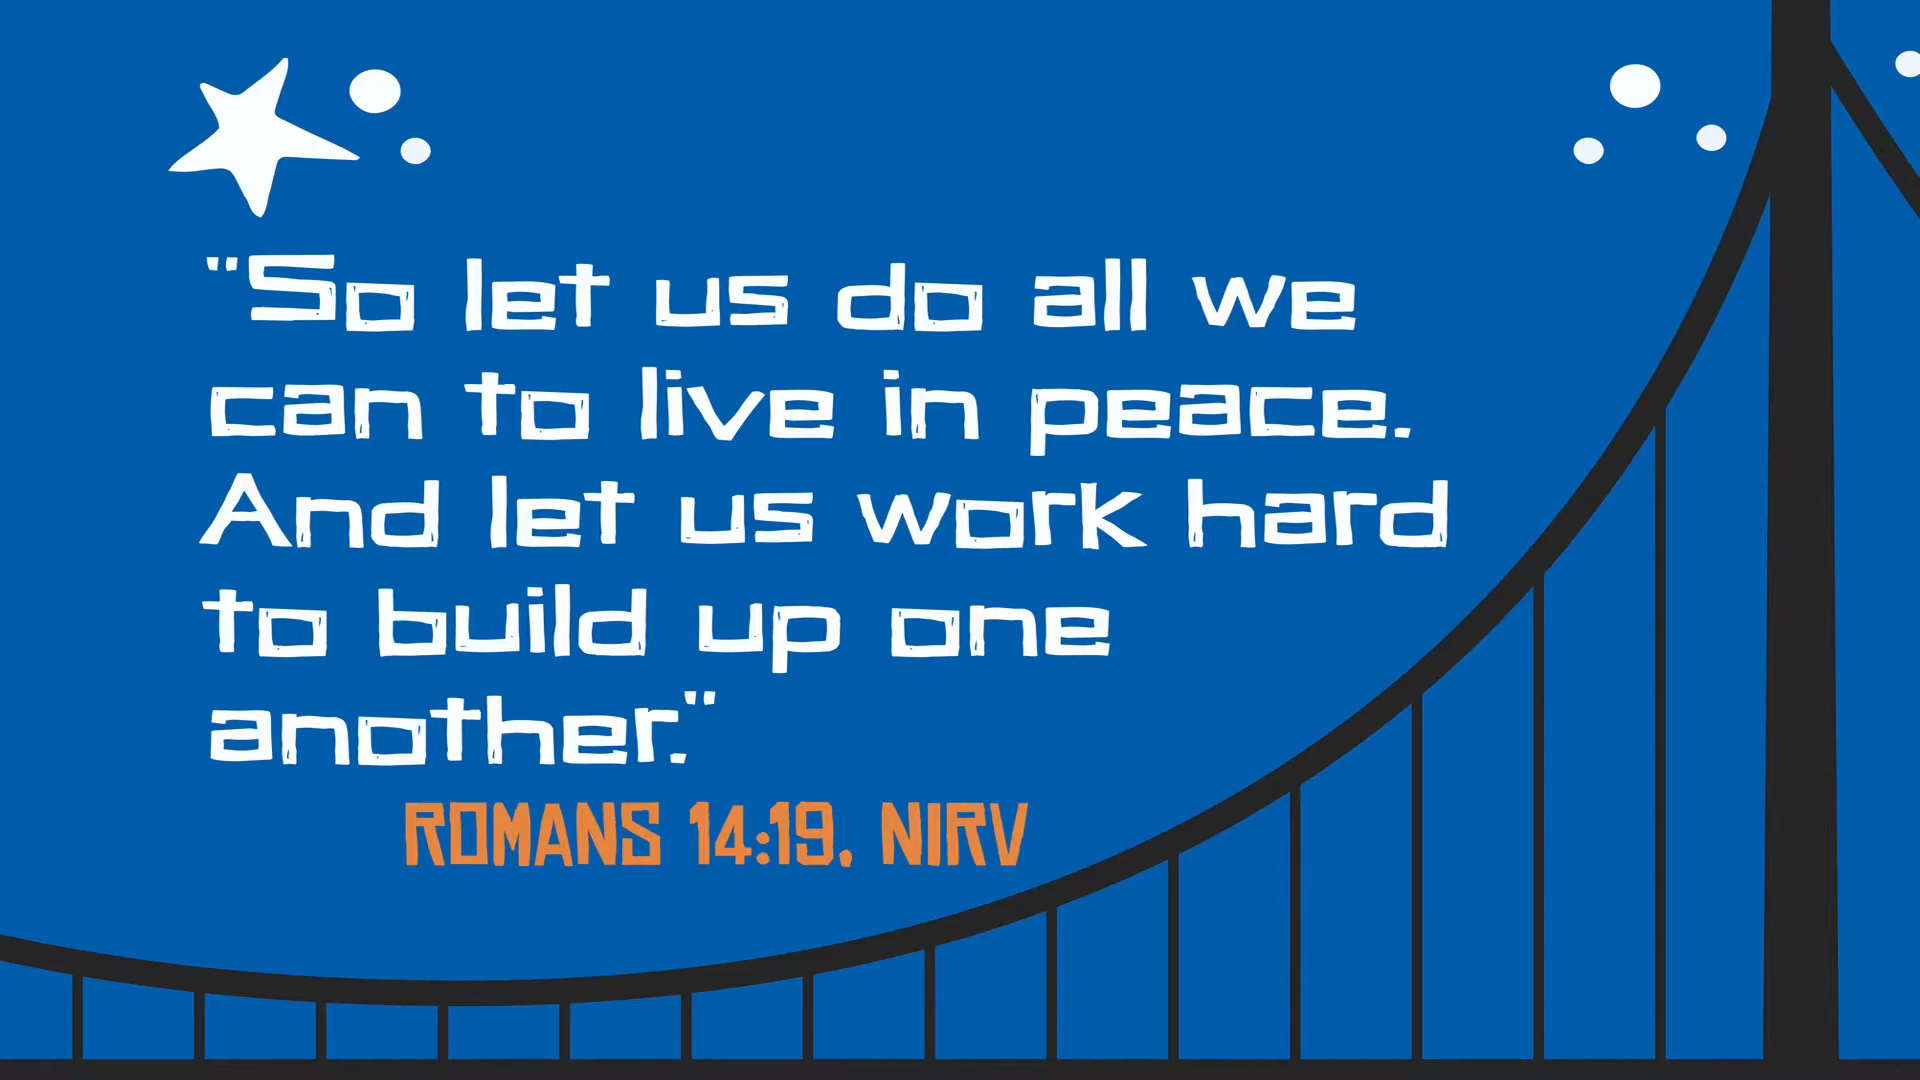 "So let us do all we
can to live in peace.
And let us work hard
to build up one
another."
ROMANS 14:19, NIRV